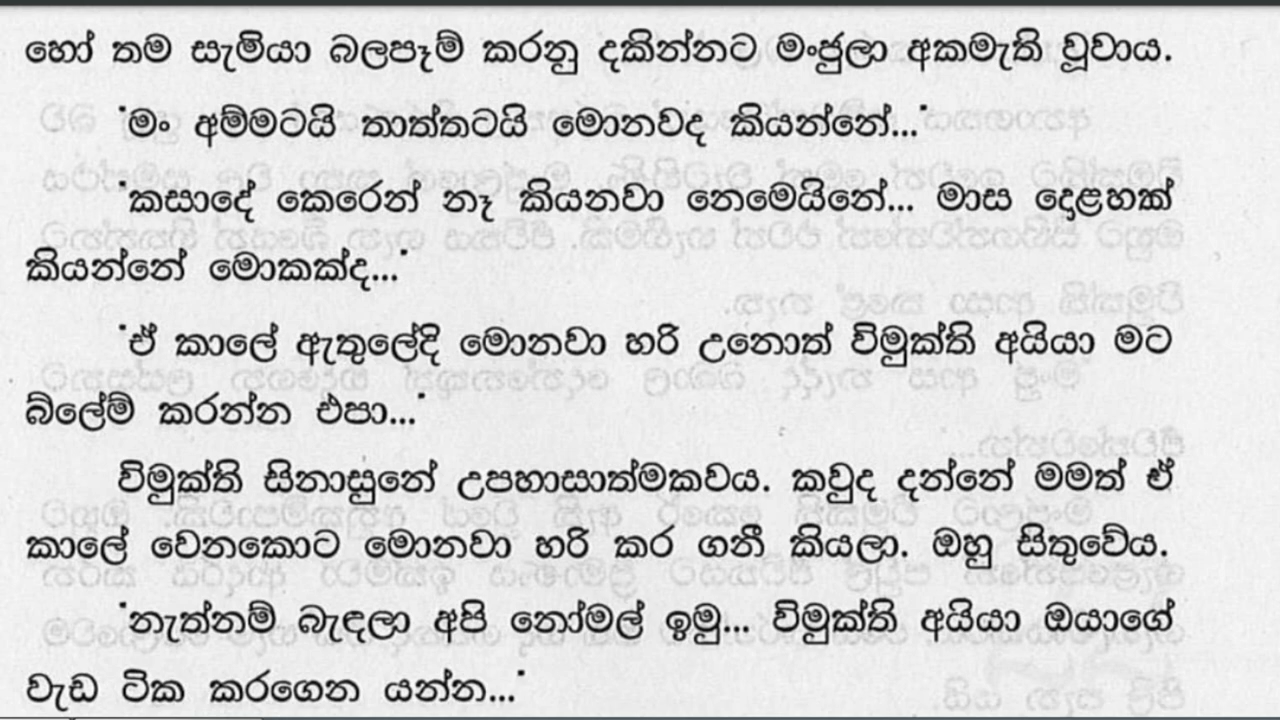 හෝ තම සැමියා බලපෑම් කරනු දකින්නට මංජුලා අකමැති වූවාය.
"මං අම්මටයි තාත්තටයි මොනවද කියන්නේ..."
"කසාදේ කෙරෙන් නෑ කියනවා නෙමෙයිනේ... මාස දොළහක්
කියන්නේ මොකක්ද..."
"ඒ කාලේ ඇතුලේදි මොනවා හරි උනොත් විමුක්ති අයියා මට
බ්ලේම් කරන්න එපා..."
විමුක්ති සිනාසුනේ උපහාසාත්මකවය. කවුද දන්නේ මමත් ඒ
කාලේ වෙනකොට මොනවා හරි කර ගනී කියලා. ඔහු සිතුවේය.
"නැත්නම් බැඳලා අපි නෝමල් ඉමු... විමුක්ති අයියා ඔයාගේ
වැඩ ටික කරගෙන යන්න..."